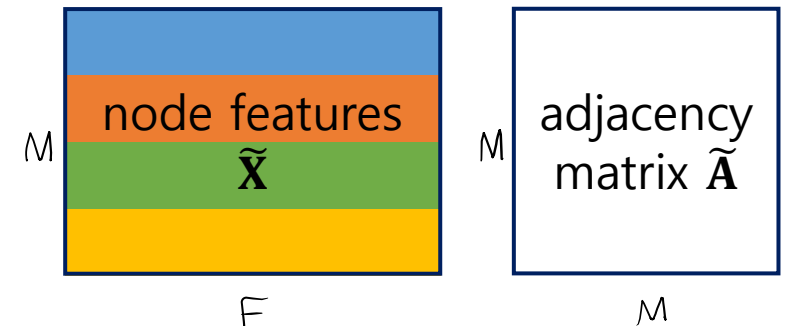 node features
X̃
M
F
adjacency
matrix Ã
M
M